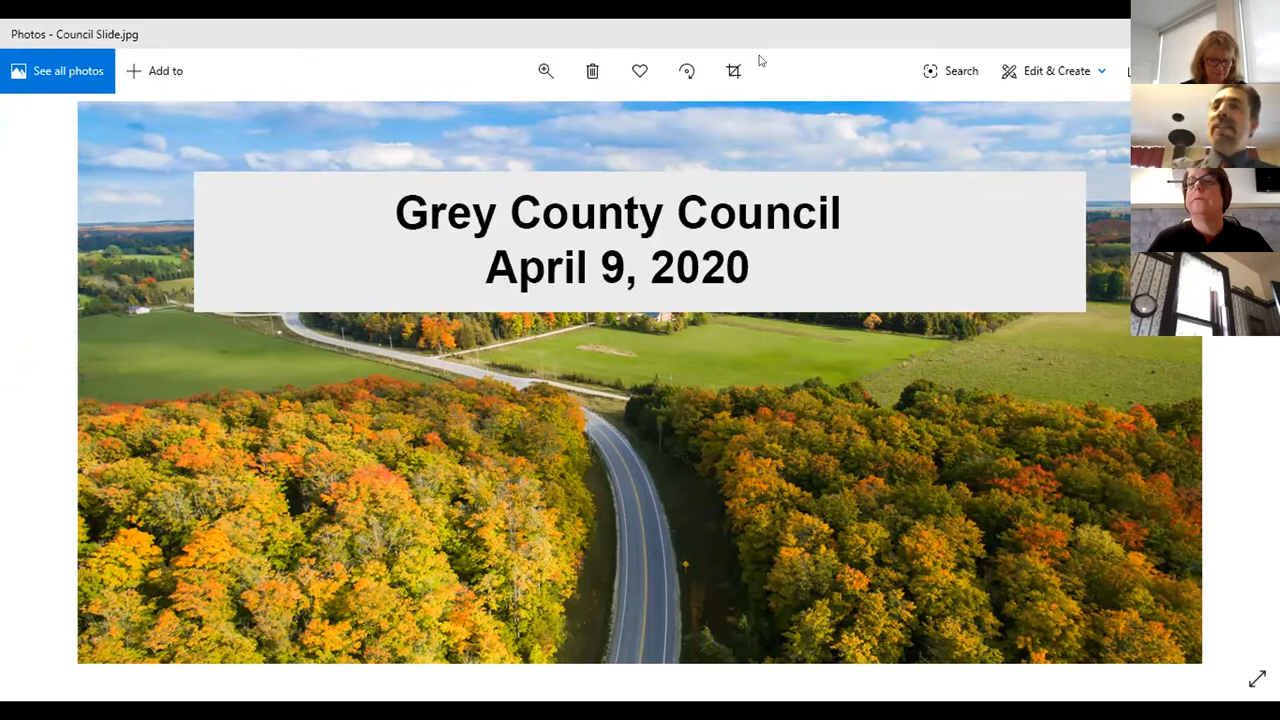 Photos - Council Slide.jpg
See all photos
Add to
Search
Edit & Create
Grey County Council
April 9, 2020